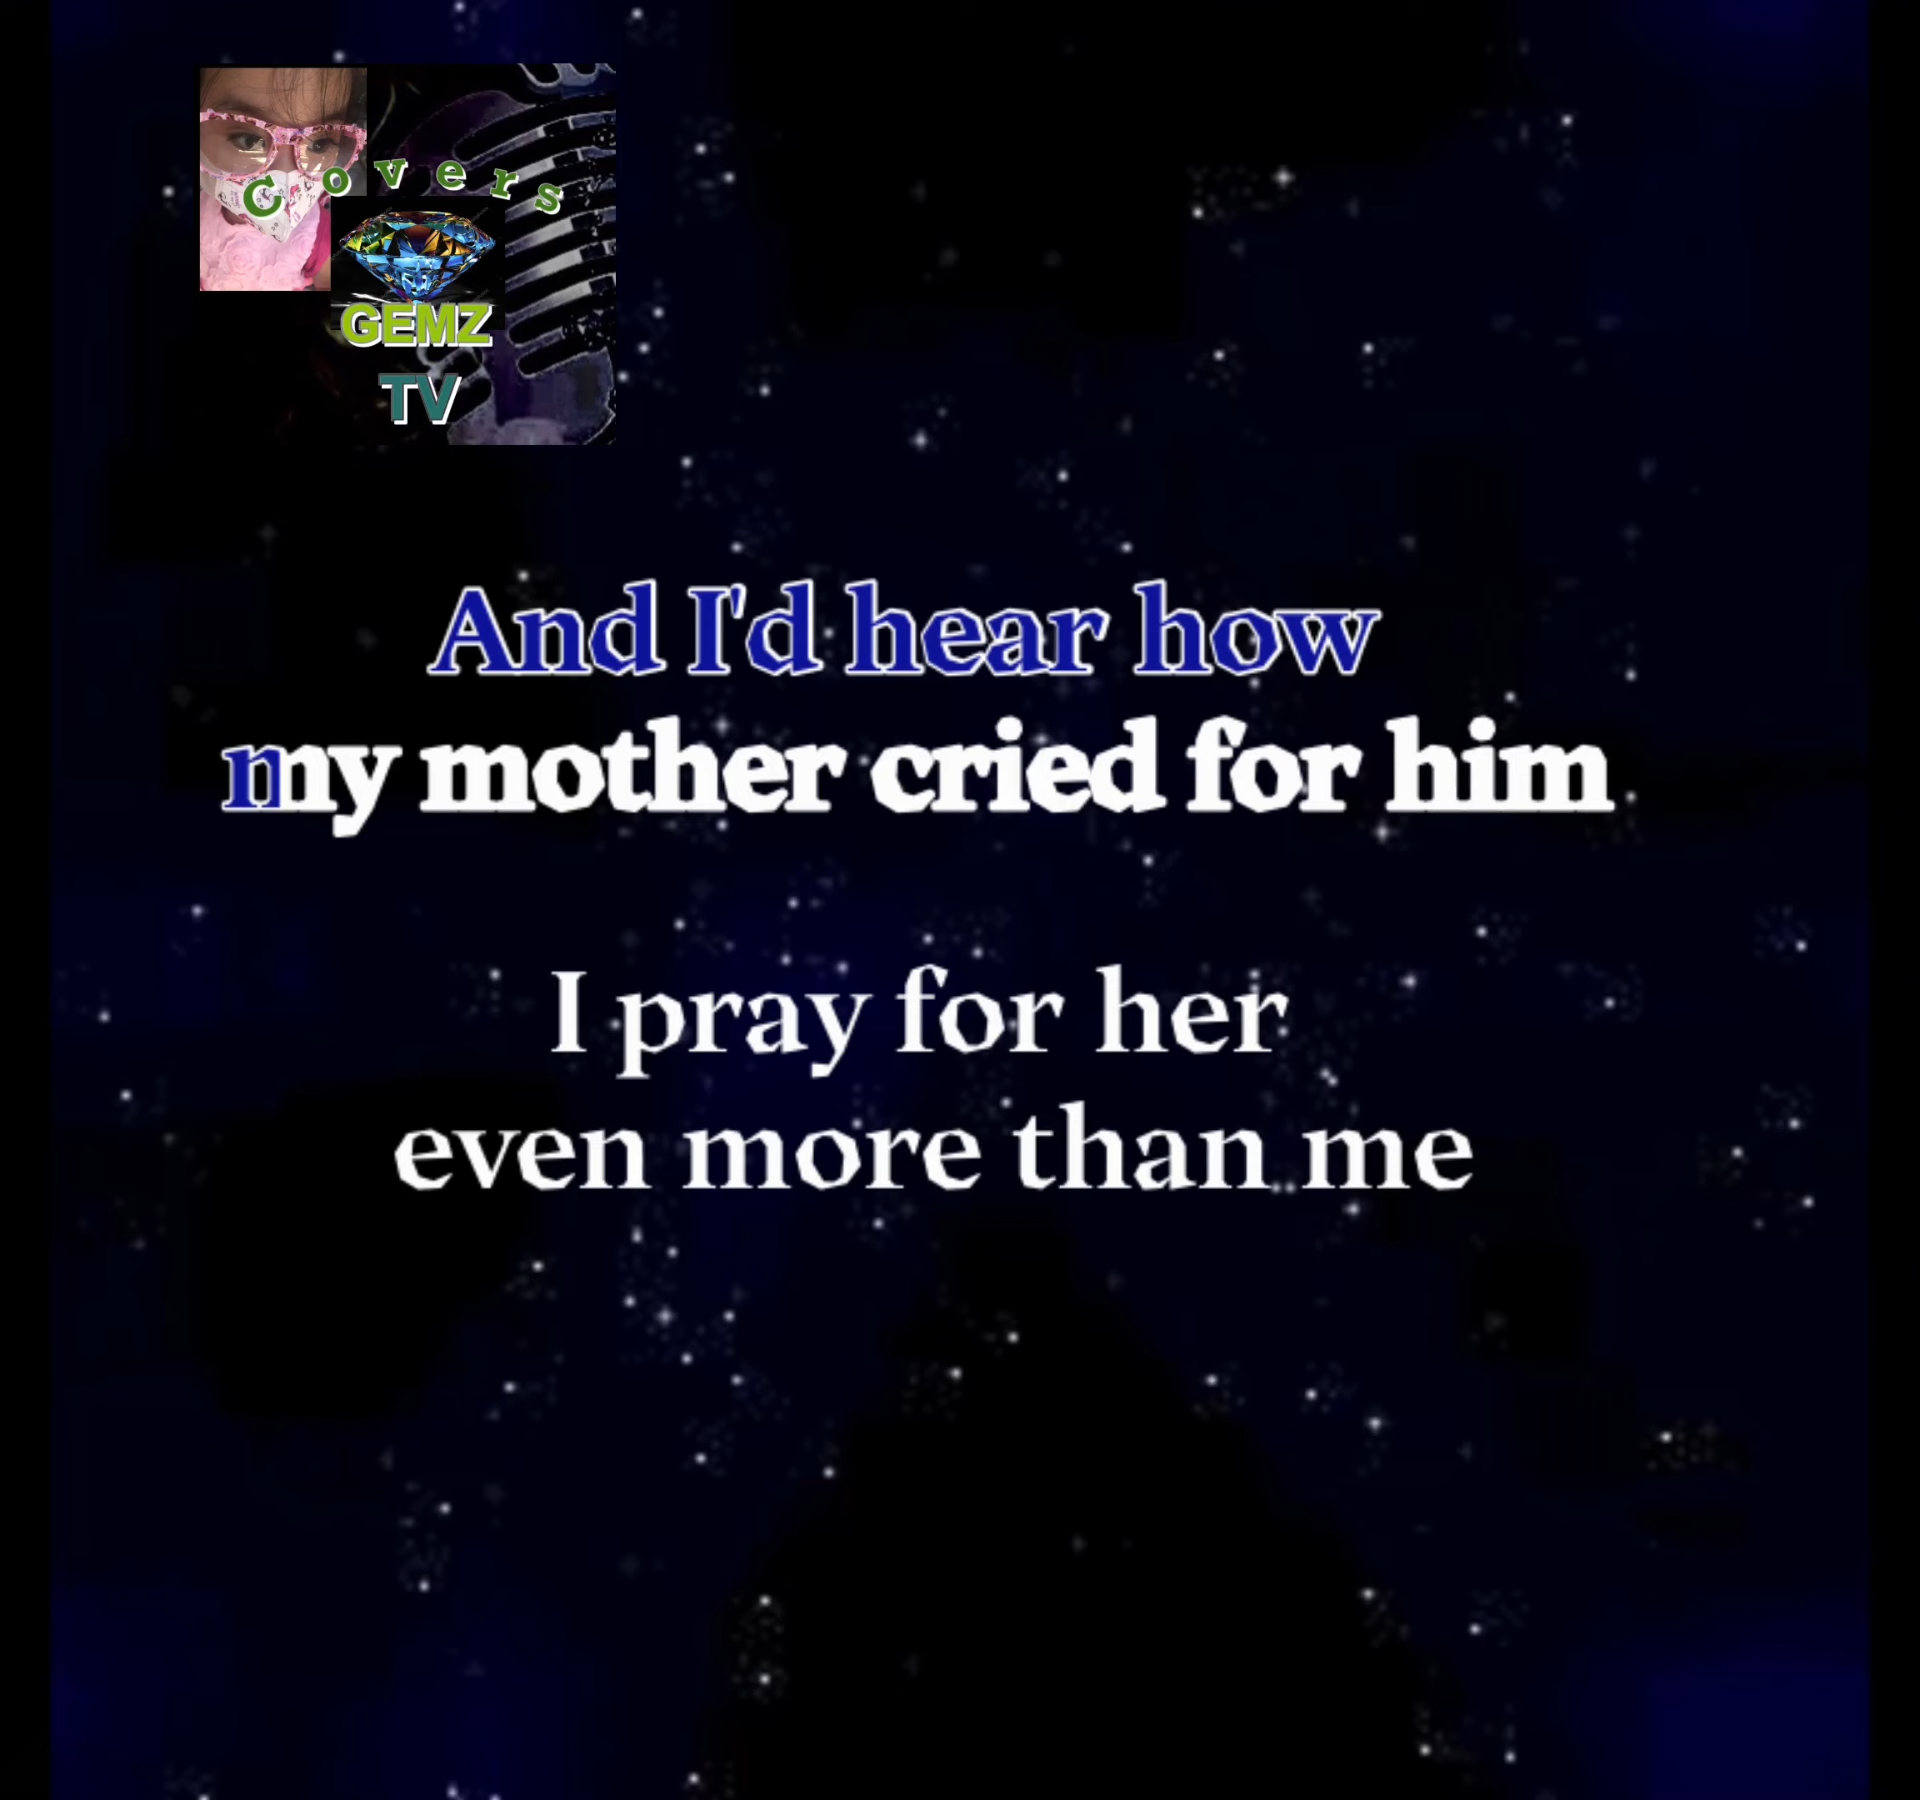 Covers
GEMZ
TV
And I'd hear how
my mother cried for him
I pray for her
even more than me